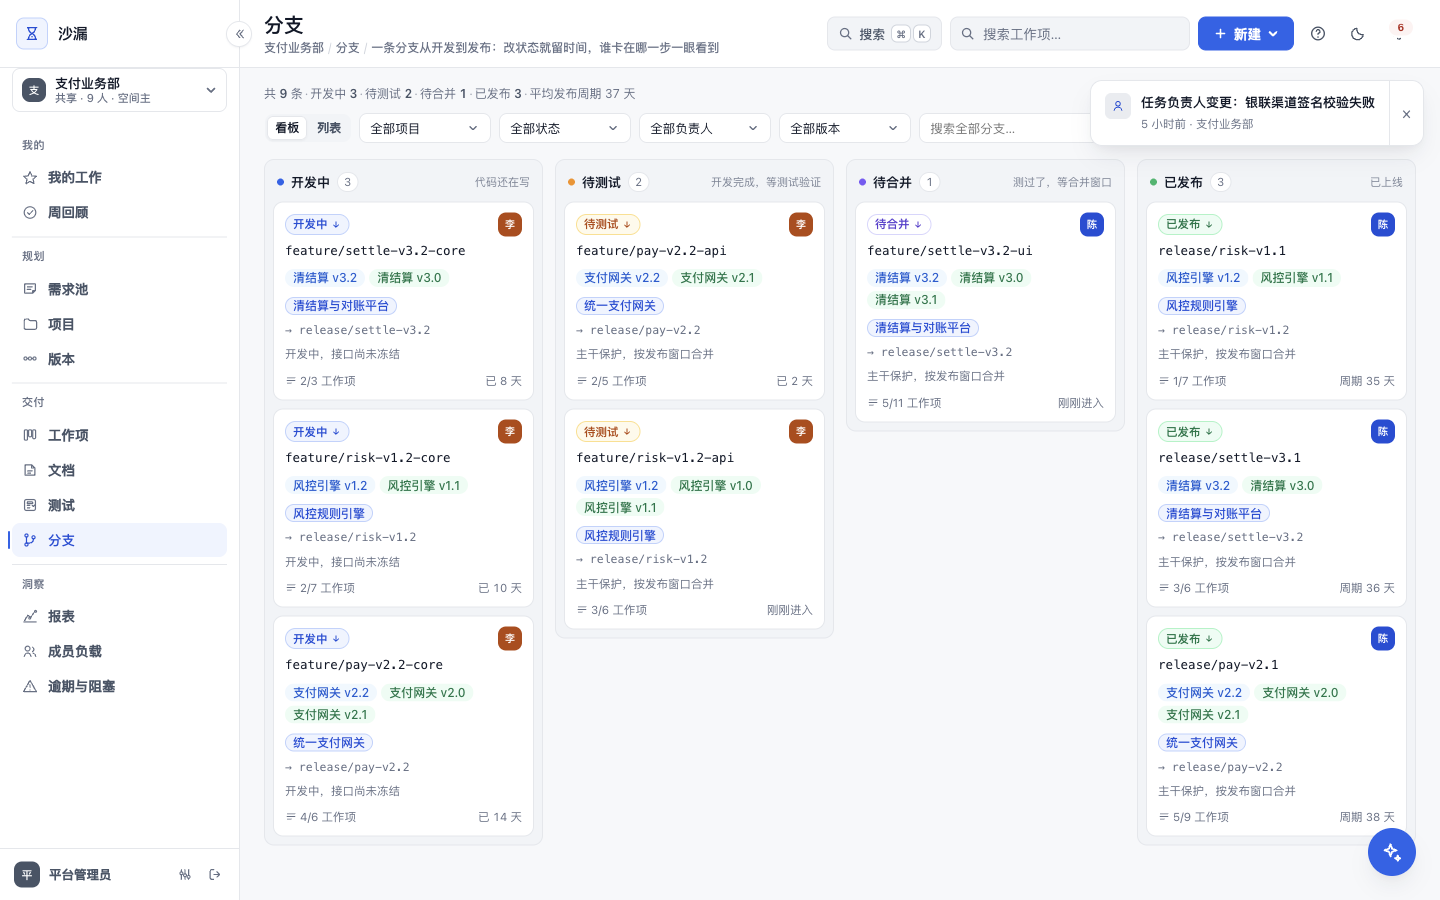 沙漏
支
支付业务部
共享 · 9 人 · 空间主
我的
我的工作
周回顾
规划
需求池
项目
版本
交付
工作项
文档
测试
分支
洞察
报表
成员负载
逾期与阻塞
平
平台管理员
分支
支付业务部 / 分支 / 一条分支从开发到发布：改状态就留时间，谁卡在哪一步一眼看到
搜索 ⌘ K
搜索工作项...
+ 新建
6
任务负责人变更：银联渠道签名校验失败
5 小时前 · 支付业务部
共 9 条 · 开发中 3 · 待测试 2 · 待合并 1 · 已发布 3 · 平均发布周期 37 天
看板 列表 全部项目 全部状态 全部负责人 全部版本 搜索全部分支...
开发中 3 代码还在写
开发中 ↓ 李
feature/settle-v3.2-core
清结算 v3.2 清结算 v3.0
清结算与对账平台
→ release/settle-v3.2
开发中，接口尚未冻结
2/3 工作项 已 8 天
开发中 ↓ 李
feature/risk-v1.2-core
风控引擎 v1.2 风控引擎 v1.1
风控规则引擎
→ release/risk-v1.2
开发中，接口尚未冻结
2/7 工作项 已 10 天
开发中 ↓ 李
feature/pay-v2.2-core
支付网关 v2.2 支付网关 v2.0
支付网关 v2.1
统一支付网关
→ release/pay-v2.2
开发中，接口尚未冻结
4/6 工作项 已 14 天
待测试 2 开发完成，等测试验证
待测试 ↓ 李
feature/pay-v2.2-api
支付网关 v2.2 支付网关 v2.1
统一支付网关
→ release/pay-v2.2
主干保护，按发布窗口合并
2/5 工作项 已 2 天
待测试 ↓ 李
feature/risk-v1.2-api
风控引擎 v1.2 风控引擎 v1.0
风控引擎 v1.1
风控规则引擎
→ release/risk-v1.2
主干保护，按发布窗口合并
3/6 工作项 刚刚进入
待合并 1 测过了，等合并窗口
待合并 ↓ 陈
feature/settle-v3.2-ui
清结算 v3.2 清结算 v3.0
清结算 v3.1
清结算与对账平台
→ release/settle-v3.2
主干保护，按发布窗口合并
5/11 工作项 刚刚进入
已发布 3 已上线
已发布 ↓ 陈
release/risk-v1.1
风控引擎 v1.2 风控引擎 v1.1
风控规则引擎
→ release/risk-v1.2
主干保护，按发布窗口合并
1/7 工作项 周期 35 天
已发布 ↓ 陈
release/settle-v3.1
清结算 v3.2 清结算 v3.0
清结算与对账平台
→ release/settle-v3.2
主干保护，按发布窗口合并
3/6 工作项 周期 36 天
已发布 ↓ 陈
release/pay-v2.1
支付网关 v2.2 支付网关 v2.0
支付网关 v2.1
统一支付网关
→ release/pay-v2.2
主干保护，按发布窗口合并
5/9 工作项 周期 38 天